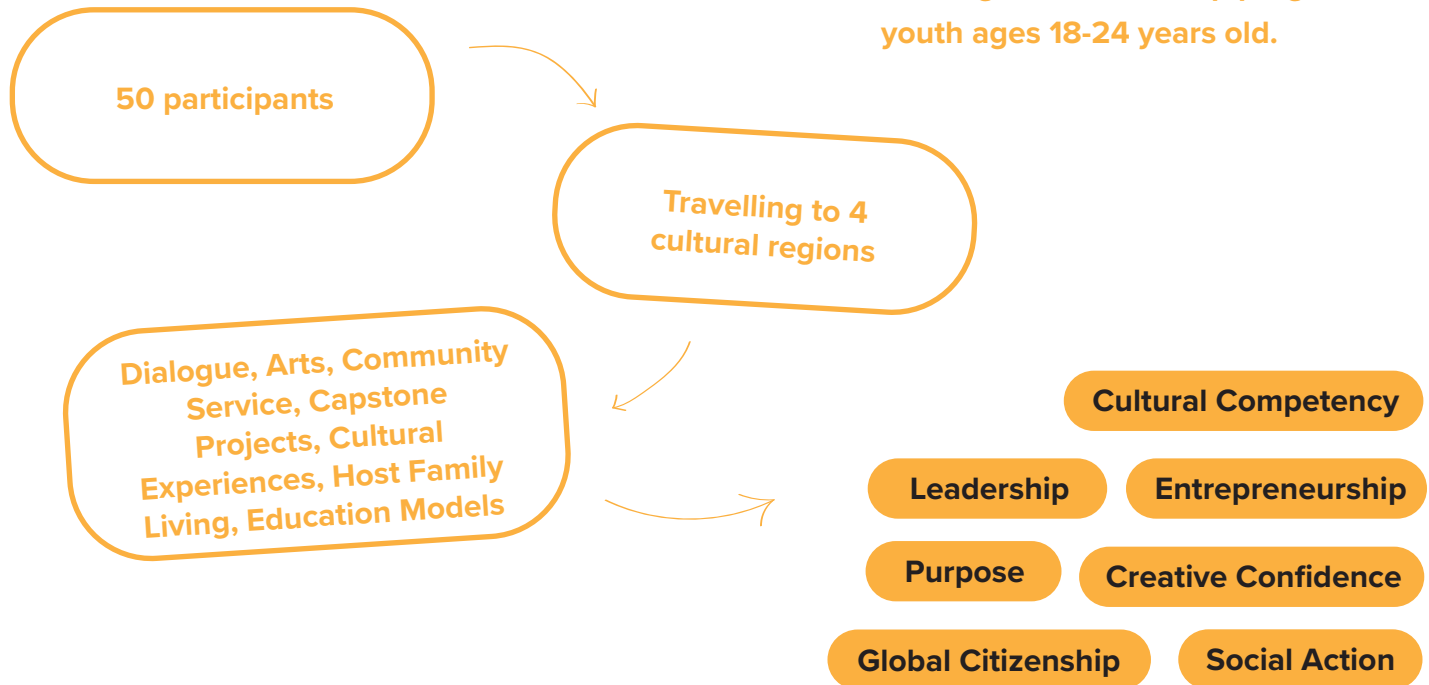 youth ages 18-24 years old.
50 participants
Travelling to 4
cultural regions
Dialogue, Arts, Community
Service, Capstone
Projects, Cultural
Experiences, Host Family
Living, Education Models
Cultural Competency
Leadership
Entrepreneurship
Purpose
Creative Confidence
Global Citizenship
Social Action